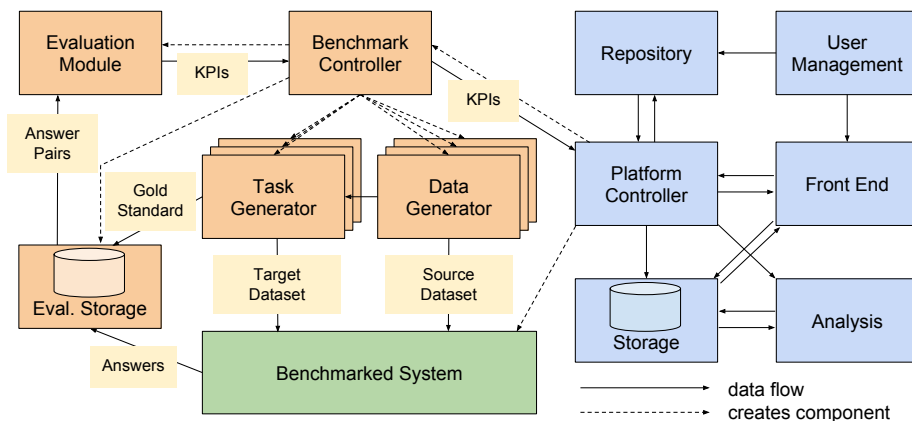 Evaluation
Module
KPIs
Benchmark
Controller
KPIs
Repository
User
Management
Answer
Pairs
Gold
Standard
Task
Generator
Data
Generator
Platform
Controller
Front End
Eval. Storage
Target
Dataset
Source
Dataset
Storage
Analysis
Answers
Benchmarked System
data flow
creates component